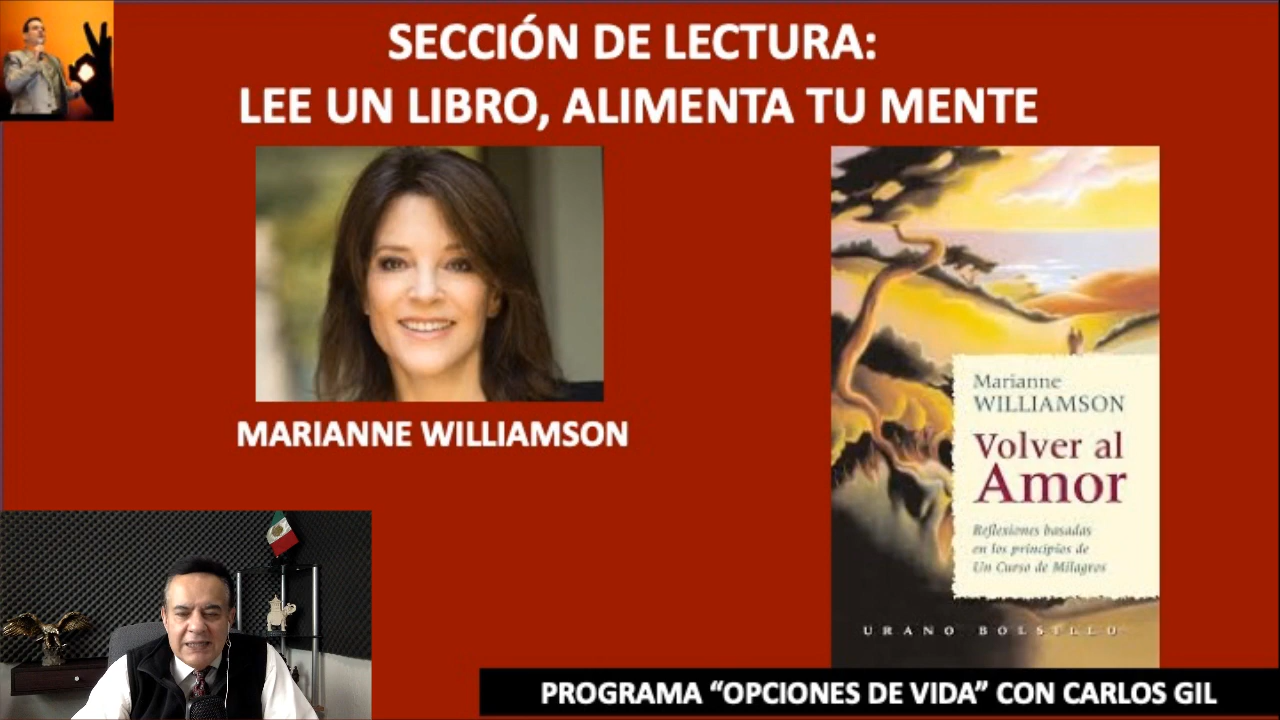 SECCIÓN DE LECTURA:
LEE UN LIBRO, ALIMENTA TU MENTE
MARIANNE WILLIAMSON
Marianne
WILLIAMSON
Volver al
Amor
Reflexiones basadas
en los principios de
Un Curso de Milagros
URANO BOLSILLO
PROGRAMA “OPCIONES DE VIDA” CON CARLOS GIL